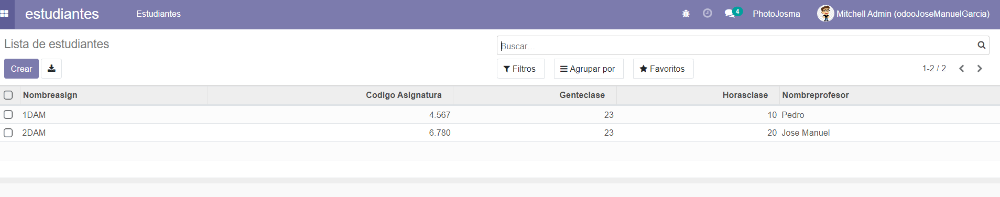 estudiantes Estudiantes 4 PhotoJosma Mitchell Admin (odooJoseManuelGarcia)
Lista de estudiantes Buscar...
Crear Filtros Agrupar por Favoritos 1-2 / 2
Nombreasign Codigo Asignatura Genteclase Horasclase Nombreprofesor
1DAM 4.567 23 10 Pedro
2DAM 6.780 23 20 Jose Manuel